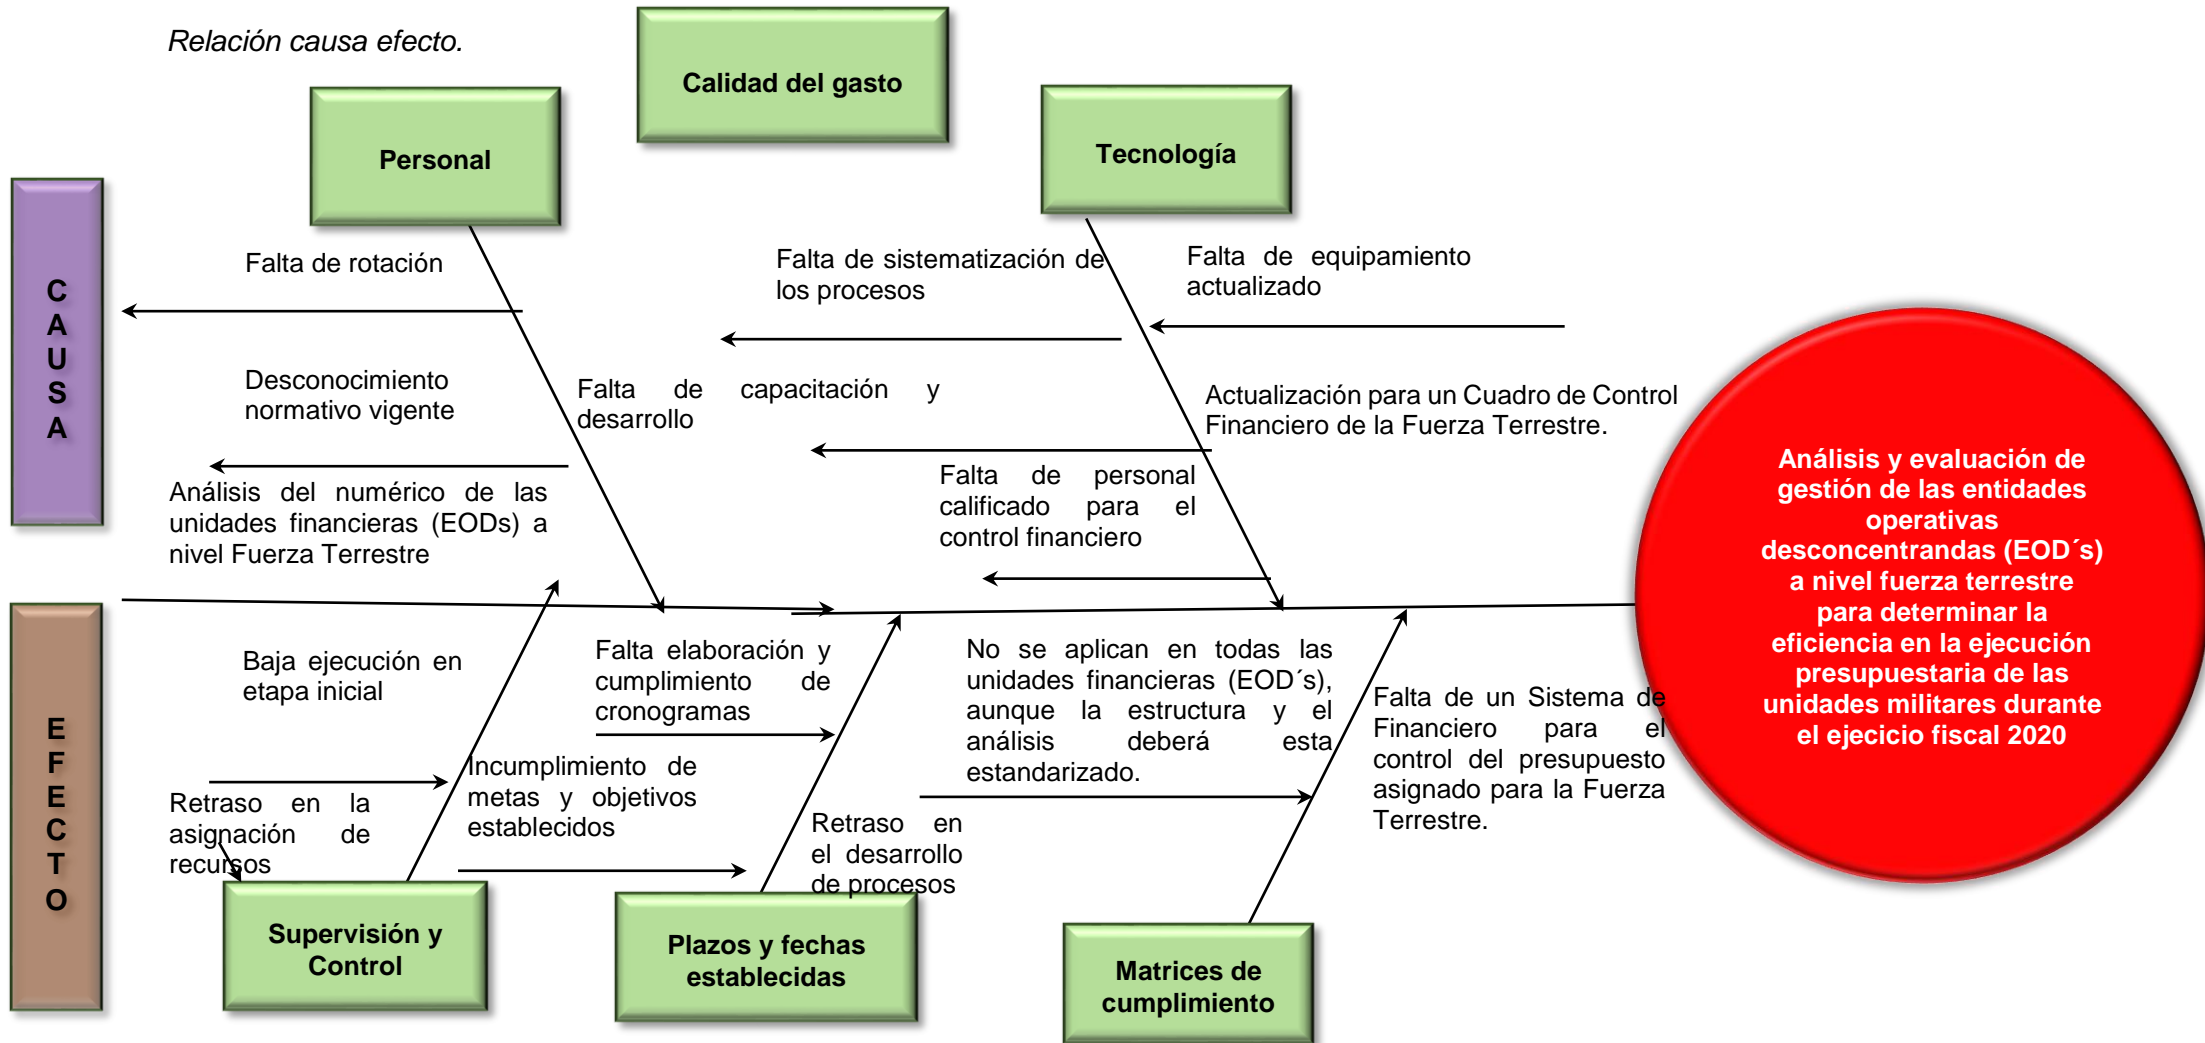 Relación causa efecto.
Calidad del gasto
Personal
Tecnología
C
A
U
S
A
Falta de rotación
Falta de sistematización de
los procesos
Falta de equipamiento
actualizado
Desconocimiento
normativo vigente
Falta de capacitación y
desarrollo
Actualización para un Cuadro de Control
Financiero de la Fuerza Terrestre.
Análisis del numérico de las
unidades financieras (EODs) a
nivel Fuerza Terrestre
Falta de personal
calificado para el
control financiero
Análisis y evaluación de
gestión de las entidades
operativas
desconcentrandas (EOD´s)
a nivel fuerza terrestre
para determinar la
eficiencia en la ejecución
presupuestaria de las
unidades militares durante
el ejecicio fiscal 2020
E
F
E
C
T
O
Baja ejecución en
etapa inicial
Falta elaboración y
cumplimiento de
cronogramas
No se aplican en todas las
unidades financieras (EOD´s),
aunque la estructura y el
análisis deberá esta
estandarizado.
Falta de un Sistema de
Financiero para el
control del presupuesto
asignado para la Fuerza
Terrestre.
Retraso en la
asignación de
recursos
Incumplimiento de
metas y objetivos
establecidos
Retraso en
el desarrollo
de procesos
Supervisión y
Control
Plazos y fechas
establecidas
Matrices de
cumplimiento